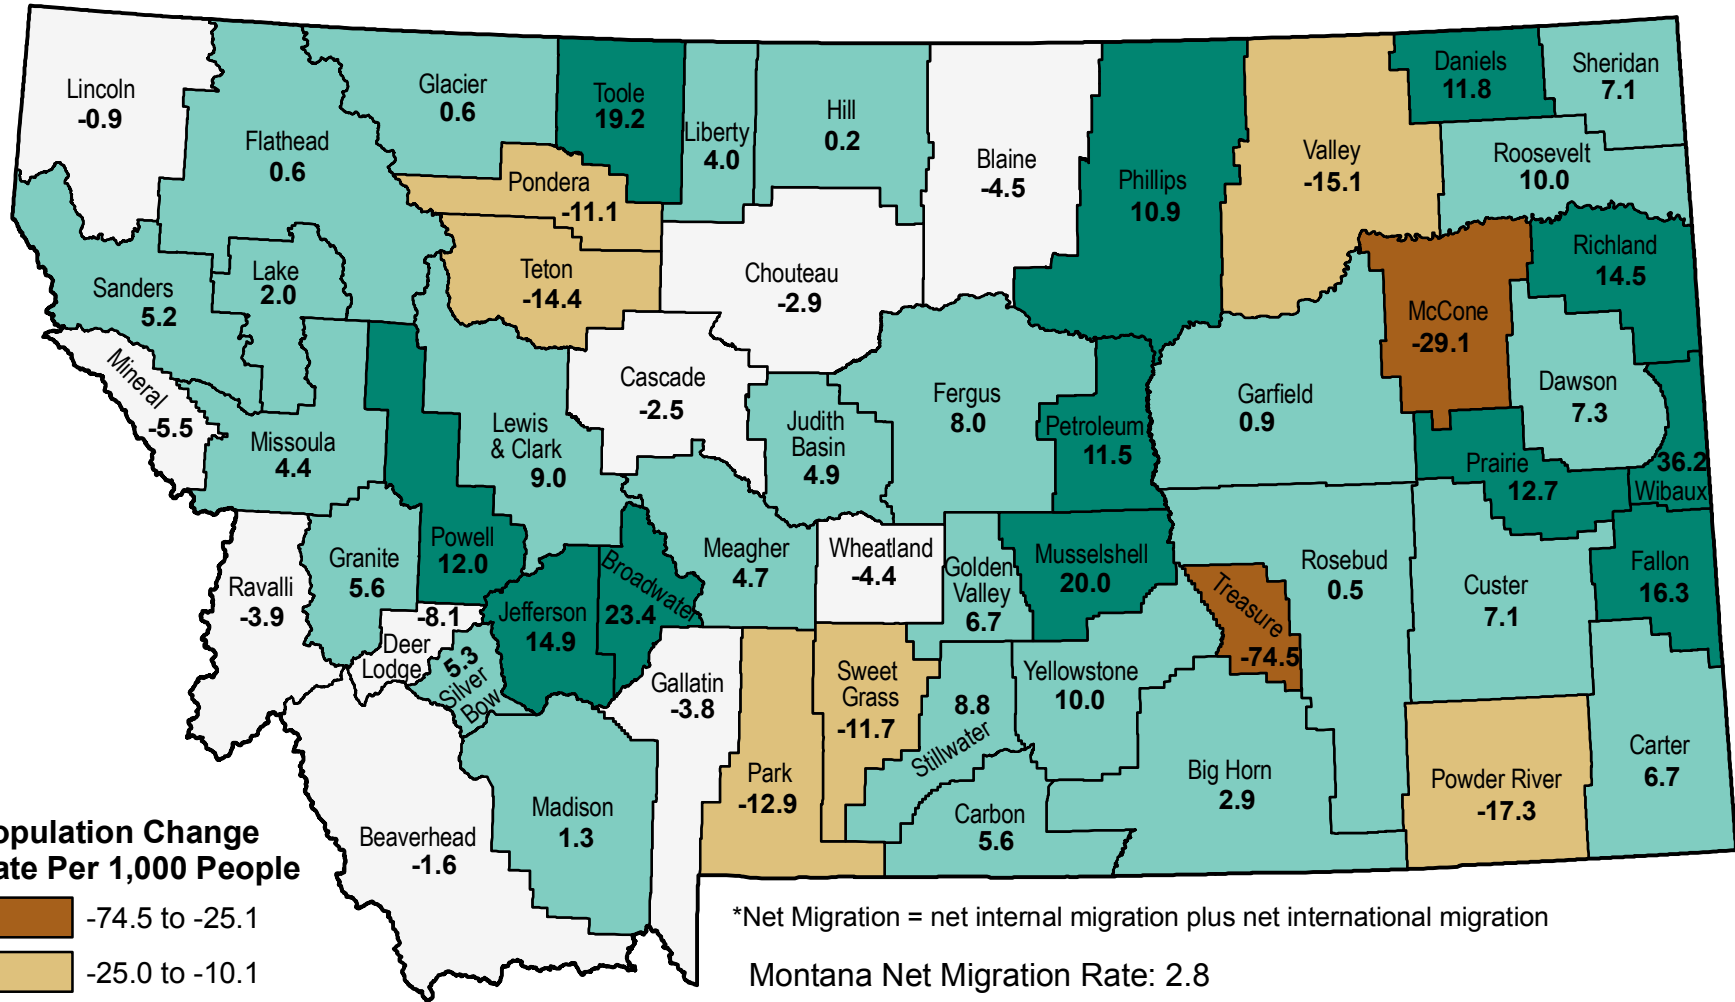 Lincoln
-0.9
Flathead
0.6
Glacier
0.6
Toole
19.2
Liberty
4.0
Hill
0.2
Blaine
-4.5
Phillips
10.9
Valley
-15.1
Daniels
11.8
Sheridan
7.1
Roosevelt
10.0
Pondera
-11.1
Teton
-14.4
Chouteau
-2.9
Richland
14.5
McCone
-29.1
Sanders
5.2
Lake
2.0
Mineral
-5.5
Missoula
4.4
Lewis
& Clark
9.0
Cascade
-2.5
Judith
Basin
4.9
Fergus
8.0
Petroleum
11.5
Garfield
0.9
Dawson
7.3
Prairie
12.7
36.2
Wibaux
Powell
12.0
Granite
5.6
Ravalli
-3.9
-8.1
Deer
Lodge
5.3
Silver
Bow
Jefferson
14.9
Broadwater
23.4
Meagher
4.7
Wheatland
-4.4
Golden
Valley
6.7
Musselshell
20.0
Treasure
-74.5
Rosebud
0.5
Custer
7.1
Fallon
16.3
Gallatin
-3.8
Park
-12.9
Sweet
Grass
-11.7
8.8
Stillwater
Yellowstone
10.0
Carbon
5.6
Big Horn
2.9
Powder River
-17.3
Carter
6.7
Madison
1.3
Beaverhead
-1.6
opulation Change
ate Per 1,000 People
-74.5 to -25.1
-25.0 to -10.1
*Net Migration = net internal migration plus net international migration
Montana Net Migration Rate: 2.8